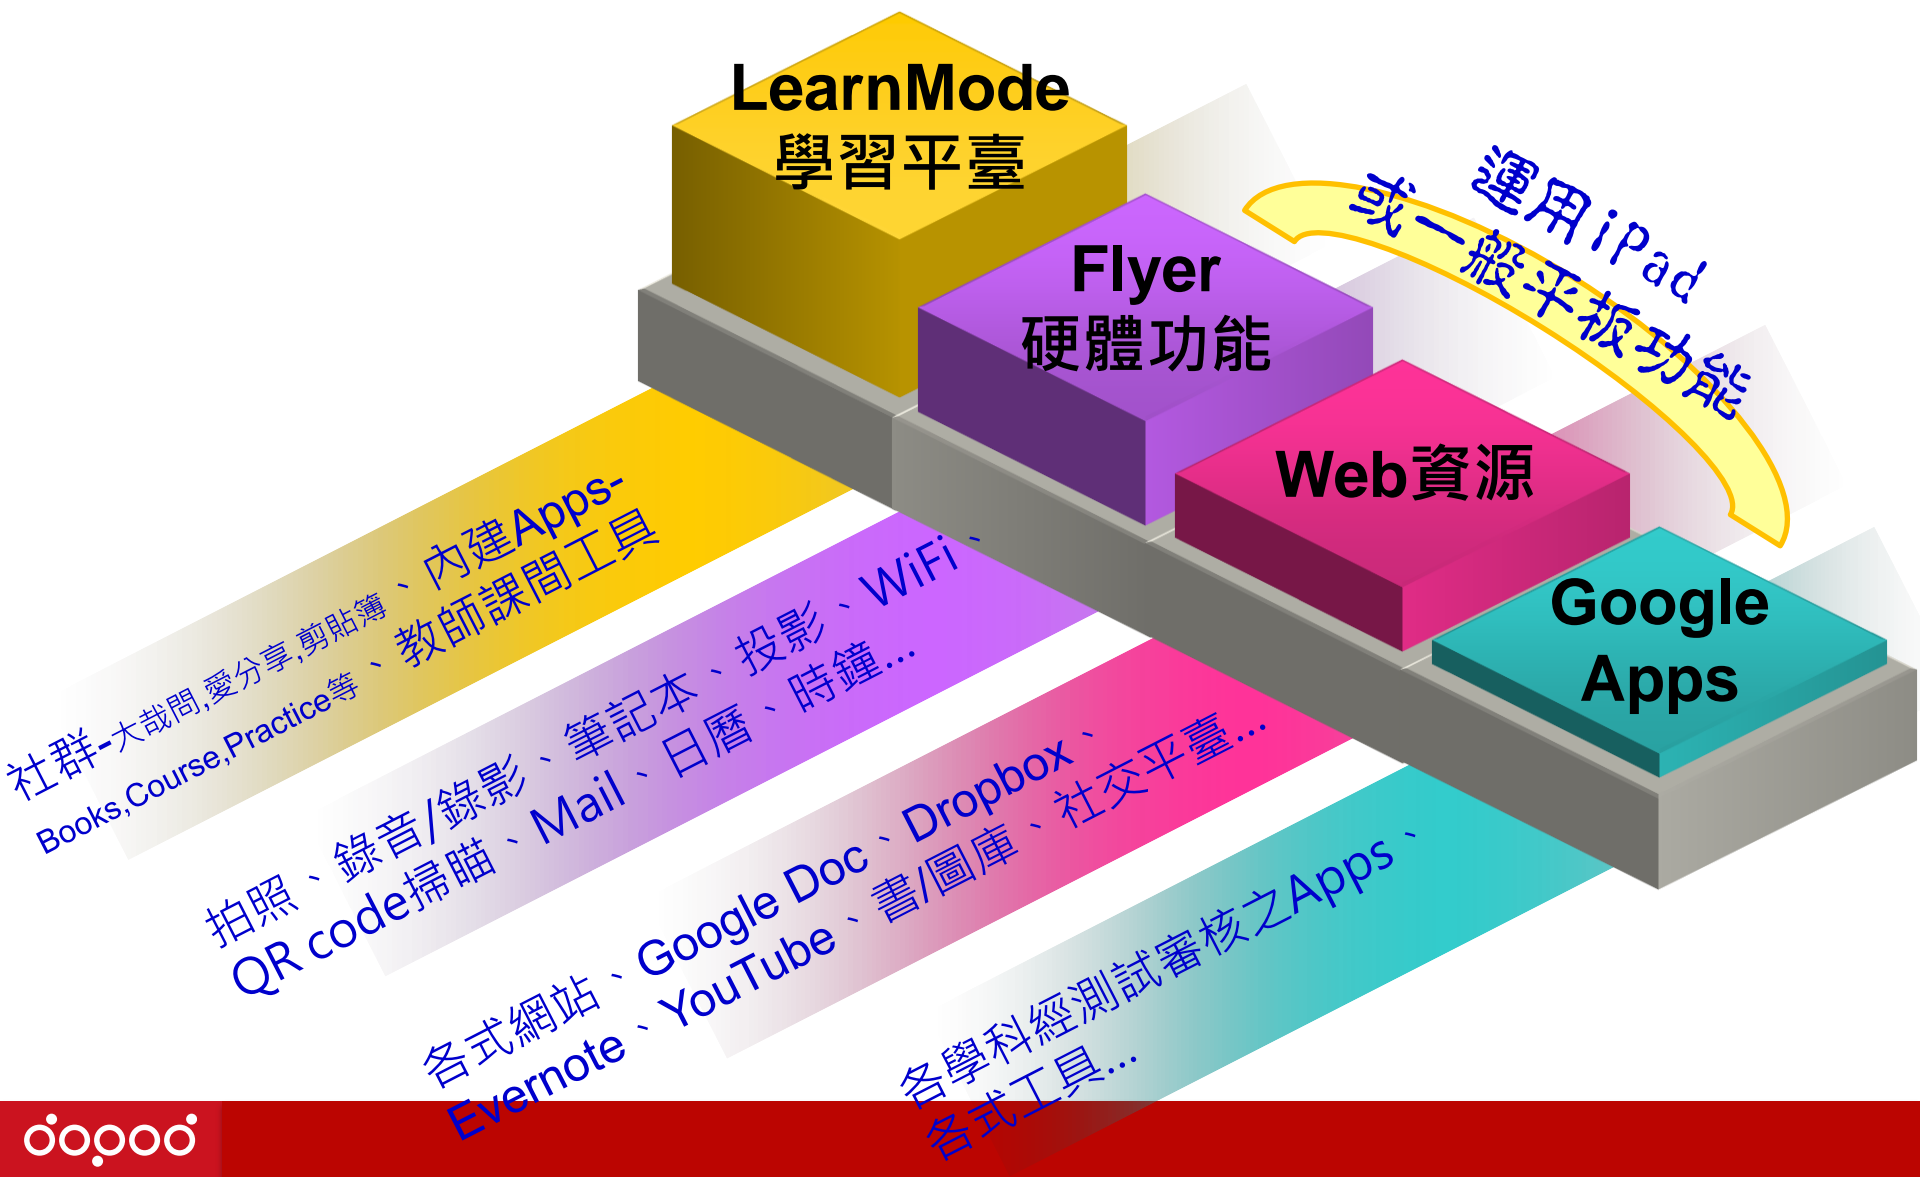 LearnMode
學習平臺
Flyer
硬體功能
Web資源
Google
Apps
運用iPad
或一般平板功能
社群-大哉問,愛分享,剪貼簿、內建Apps-
Books,Course,Practice等、教師課間工具
拍照、錄音/錄影、筆記本、投影、WiFi、
QR code掃瞄、Mail、日曆、時鐘...
各式網站、Google Doc、Dropbox、
Evernote、YouTube、書/圖庫、社交平臺...
各學科經測試審核之Apps、
各式工具...
dopod